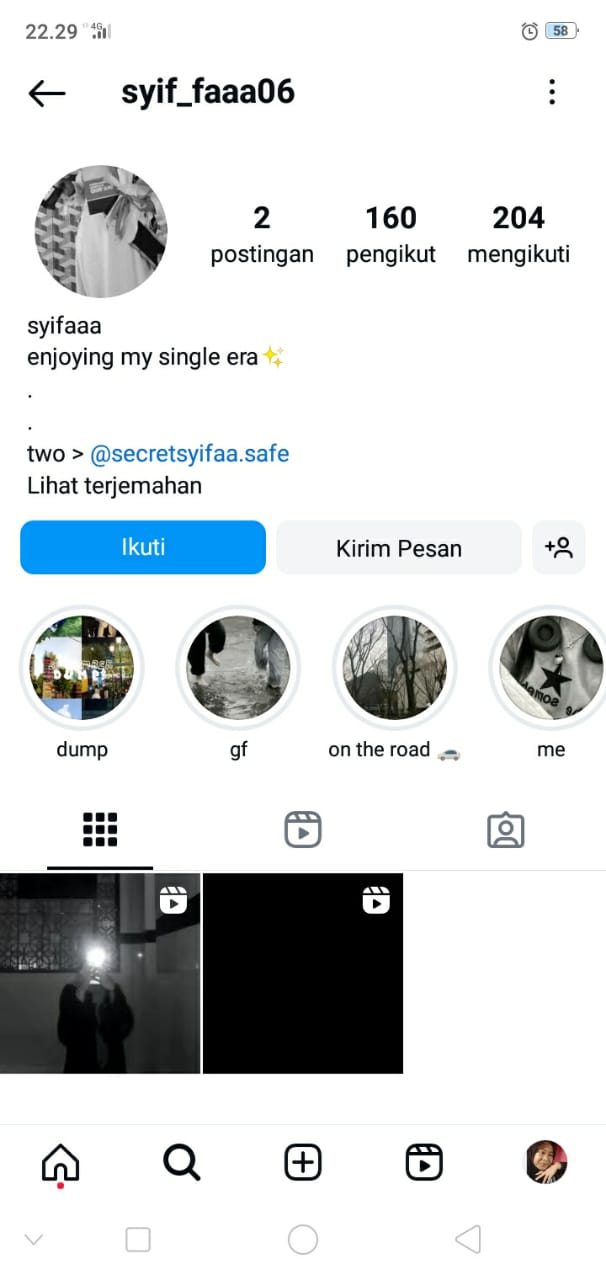 22.29 4G 58
syif_faaa06
2 160 204
postingan pengikut mengikuti
syifaaa
enjoying my single era✨
.
.
two > @secretsyifaa.safe
Lihat terjemahan
Ikuti Kirim Pesan
dump gf on the road 🚗 me